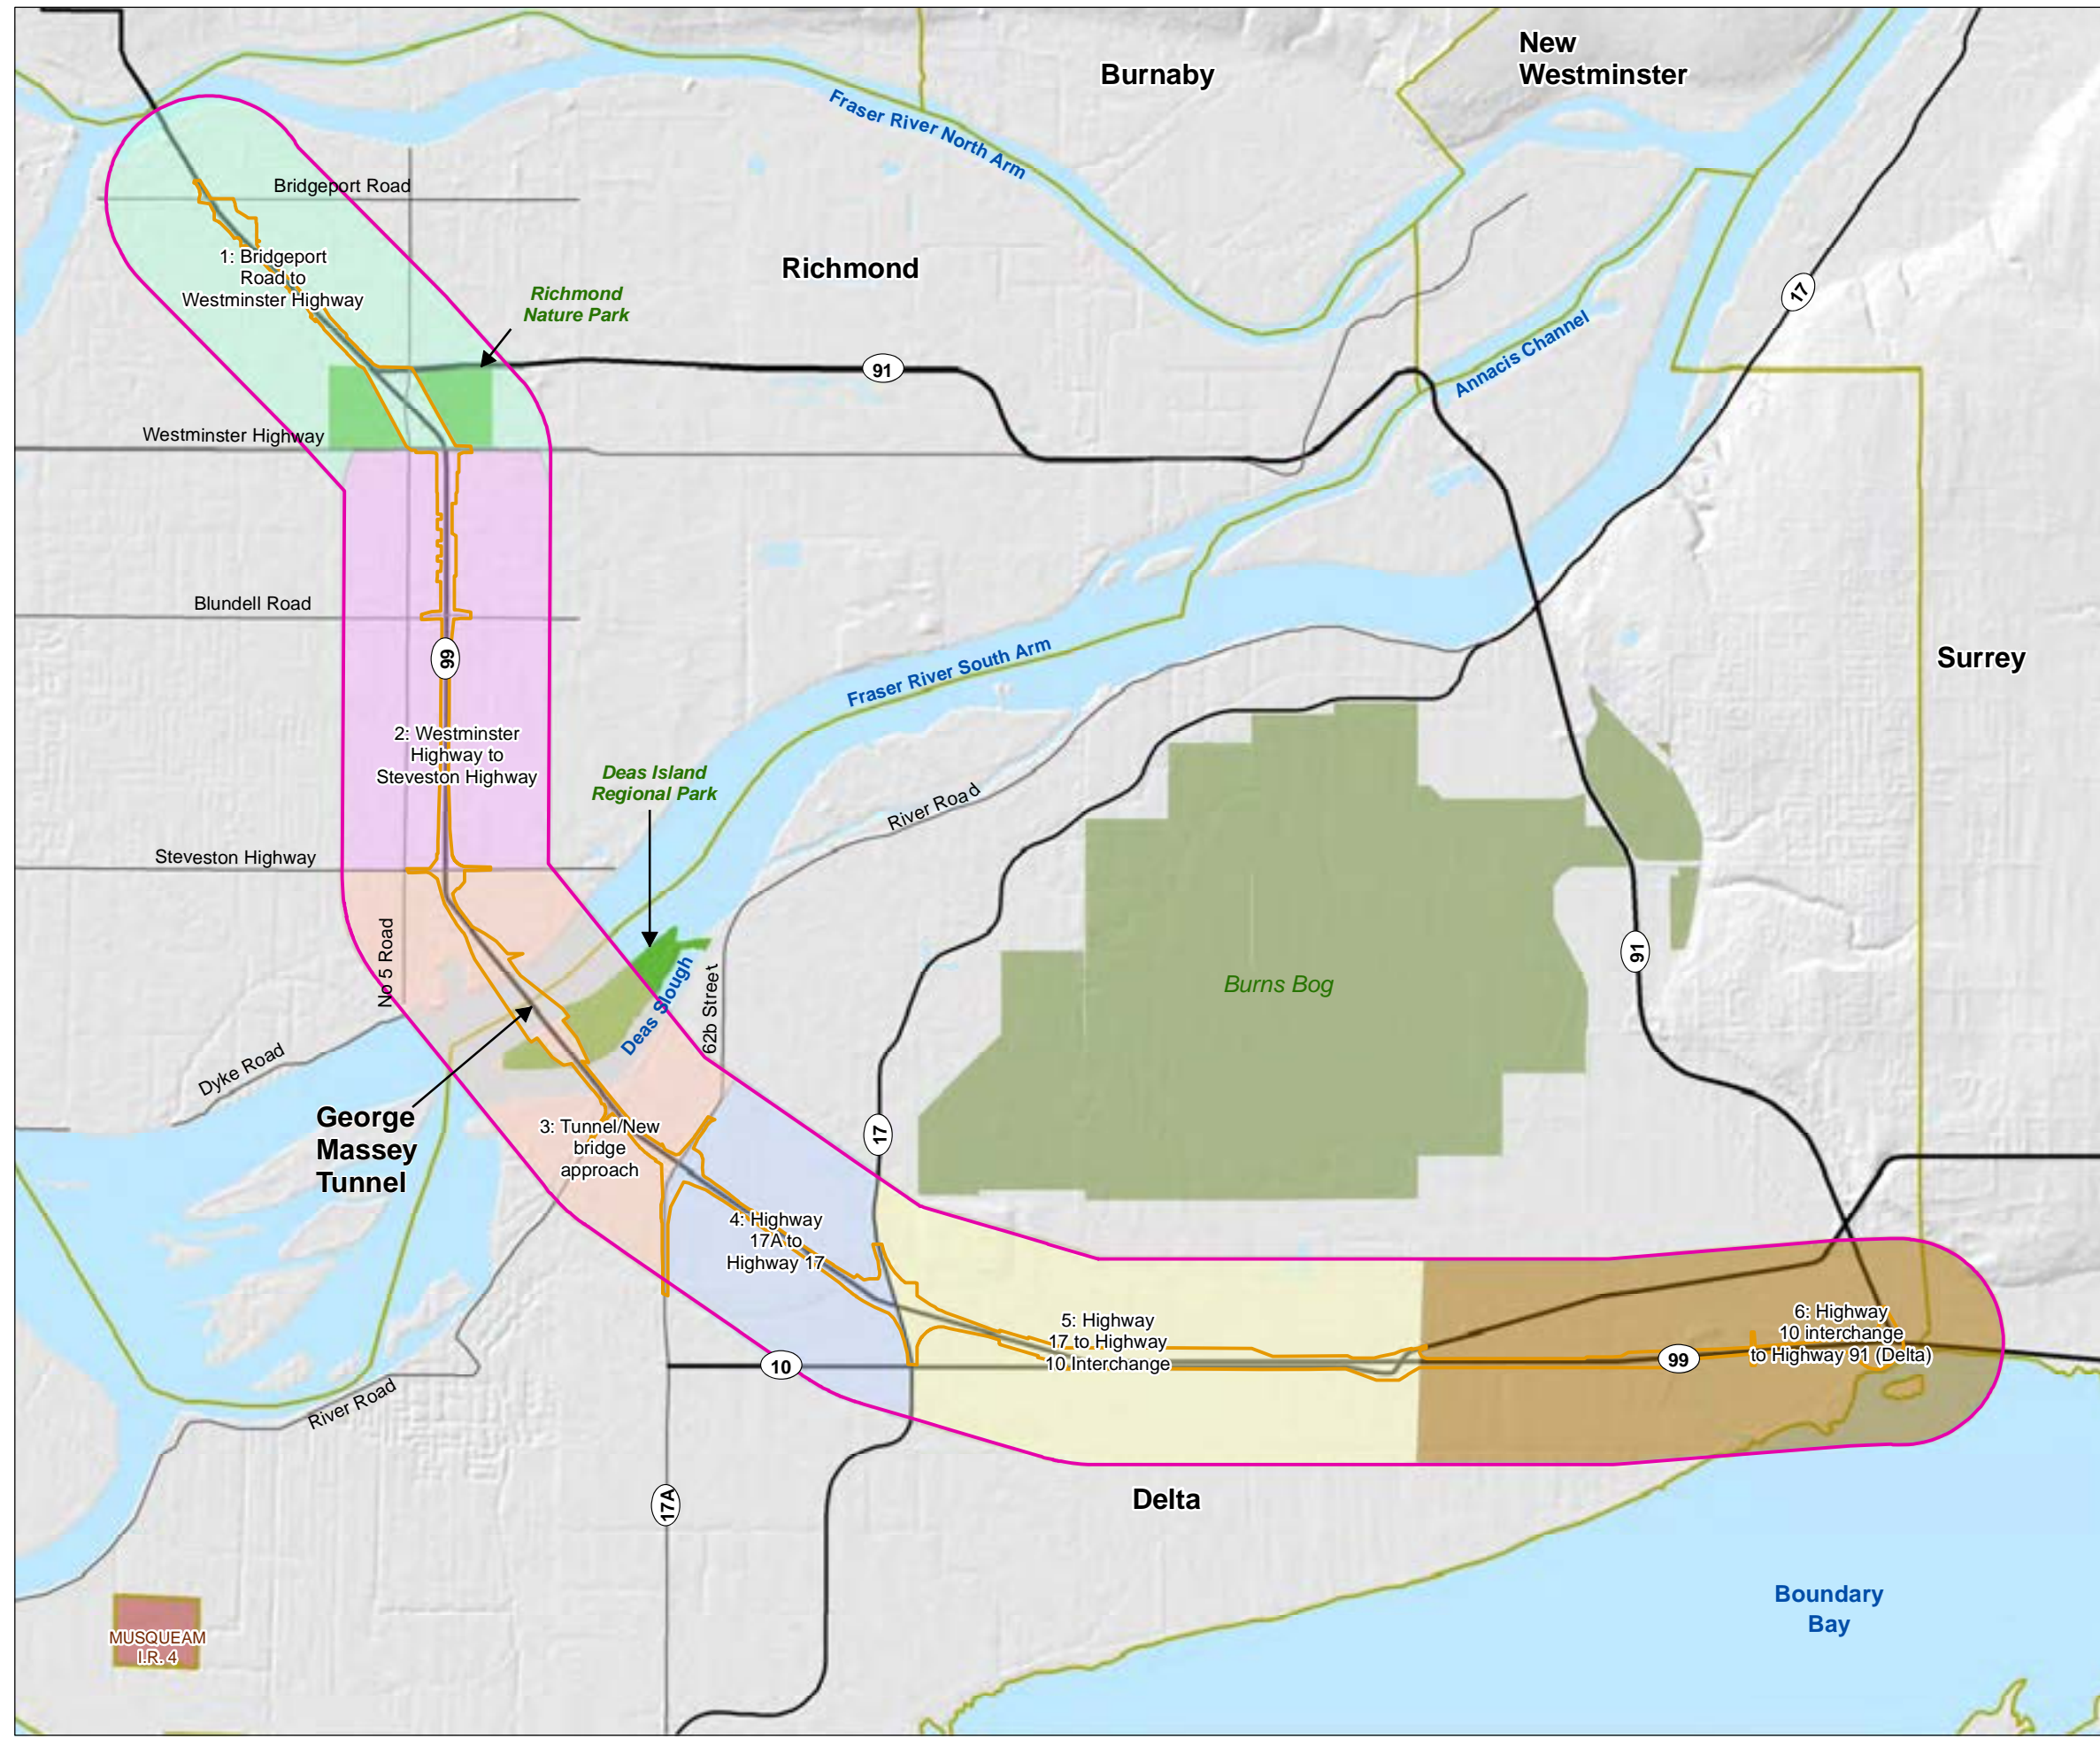 New
Westminster
Burnaby
Fraser River North Arm
Bridgeport Road
1: Bridgeport
Road to
Westminster Highway
Richmond
Richmond
Nature Park
17
Annacis Channel
91
Westminster Highway
Blundell Road
99
Surrey
Fraser River South Arm
2: Westminster
Highway to
Steveston Highway
Deas Island
Regional Park
River Road
Steveston Highway
No 5 Road
Deas Slough
62b Street
91
Burns Bog
Dyke Road
George
Massey
Tunnel
3: Tunnel/New
bridge
approach
17
4: Highway
17A to
Highway 17
5: Highway
17 to Highway
10 Interchange
6: Highway
10 interchange
to Highway 91 (Delta)
10
99
River Road
17A
Delta
Boundary
Bay
MUSQUEAM
I.R. 4